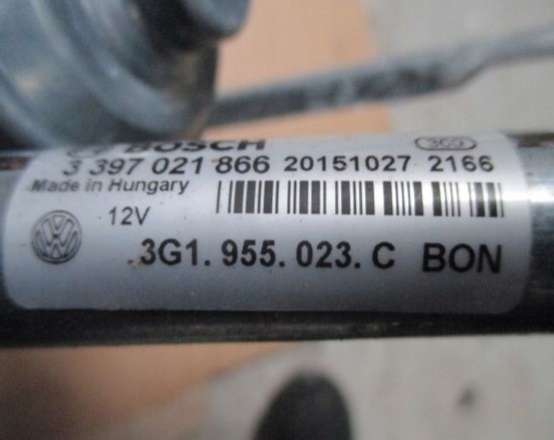 BOSCH
3 397 021 866 20151027 2166
Made in Hungary
12V
3G1.955.023.C BON